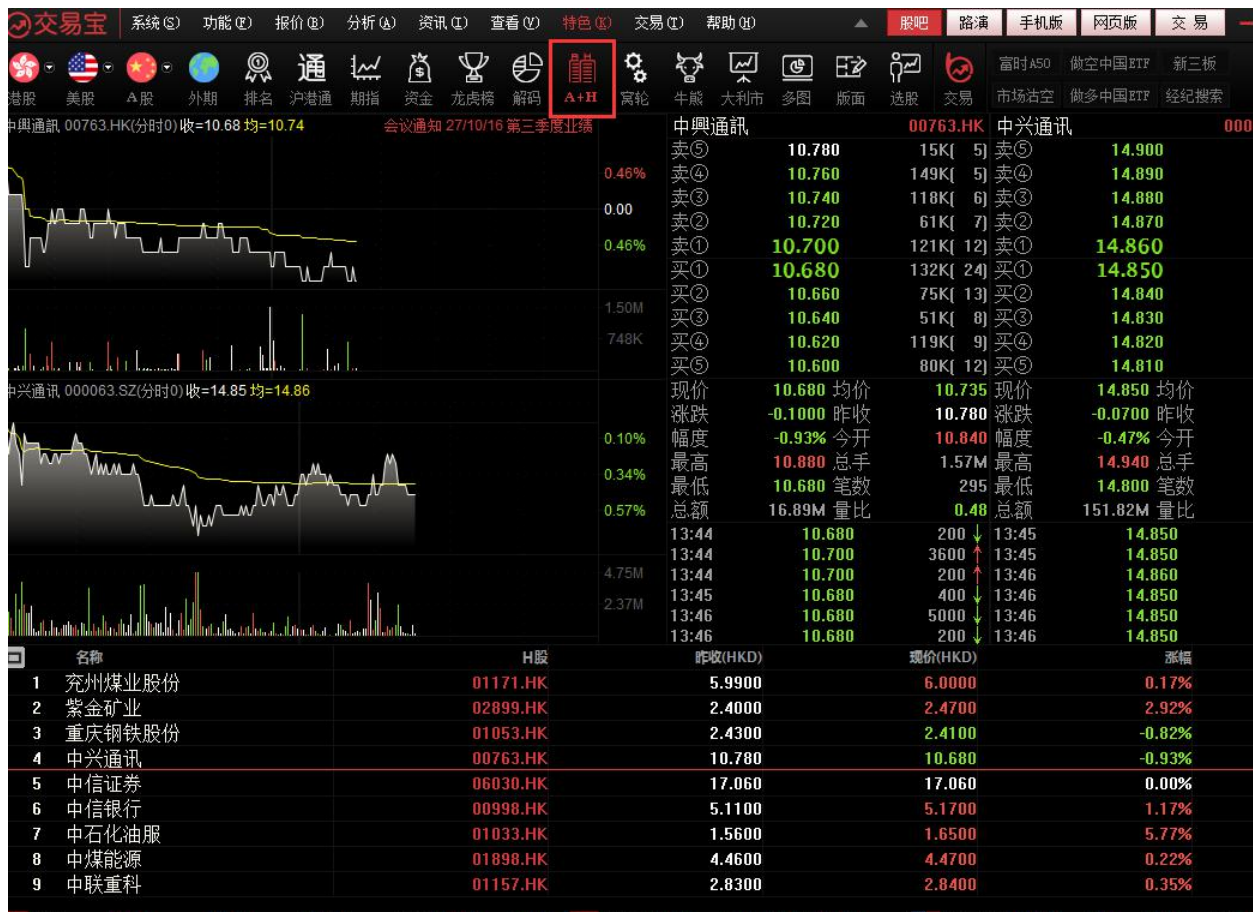 交易宝 系统(S) 功能(F) 报价(B) 分析(A) 资讯(I) 查看(V) 特色(K) 交易(T) 帮助(H) 股吧 路演 手机版 网页版 交 易
通 富时A50 做空中国ETF 新三板
港股 美股 A股 外期 排名 沪港通 期指 资金 龙虎榜 解码 A+H 窝轮 牛熊 大利市 多图 版面 选股 交易 市场沽空 做多中国ETF 经纪搜索
中興通訊 00763.HK(分时0) 收=10.68 均=10.74 会议通知 27/10/16 第三季度业绩 中興通訊 00763.HK 中兴通讯 000
卖⑤ 10.780 15K( 5) 卖⑤ 14.900
0.46% 卖④ 10.760 149K( 5) 卖④ 14.890
卖③ 10.740 118K( 6) 卖③ 14.880
0.00 卖② 10.720 61K( 7) 卖② 14.870
0.46% 卖① 10.700 121K( 12) 卖① 14.860
买① 10.680 132K( 24) 买① 14.850
买② 10.660 75K( 13) 买② 14.840
1.50M 买③ 10.640 51K( 8) 买③ 14.830
748K 买④ 10.620 119K( 9) 买④ 14.820
买⑤ 10.600 80K( 12) 买⑤ 14.810
中兴通讯 000063.SZ(分时0) 收=14.85 均=14.86 现价 10.680 均价 10.735 现价 14.850 均价
涨跌 -0.1000 昨收 10.780 涨跌 -0.0700 昨收
0.10% 幅度 -0.93% 今开 10.840 幅度 -0.47% 今开
最高 10.880 总手 1.57M 最高 14.940 总手
0.34% 最低 10.680 笔数 295 最低 14.800 笔数
0.57% 总额 16.89M 量比 0.48 总额 151.82M 量比
13:44 10.680 200 ↓ 13:45 14.850
13:44 10.700 3600 ↑ 13:45 14.850
4.75M 13:44 10.700 200 ↑ 13:46 14.860
2.37M 13:45 10.680 400 ↓ 13:46 14.850
13:46 10.680 5000 ↓ 13:46 14.850
13:46 10.680 200 ↓ 13:46 14.850
名称 H股 昨收(HKD) 现价(HKD) 涨幅
1 兖州煤业股份 01171.HK 5.9900 6.0000 0.17%
2 紫金矿业 02899.HK 2.4000 2.4700 2.92%
3 重庆钢铁股份 01053.HK 2.4300 2.4100 -0.82%
4 中兴通讯 00763.HK 10.780 10.680 -0.93%
5 中信证券 06030.HK 17.060 17.060 0.00%
6 中信银行 00998.HK 5.1100 5.1700 1.17%
7 中石化油服 01033.HK 1.5600 1.6500 5.77%
8 中煤能源 01898.HK 4.4600 4.4700 0.22%
9 中联重科 01157.HK 2.8300 2.8400 0.35%